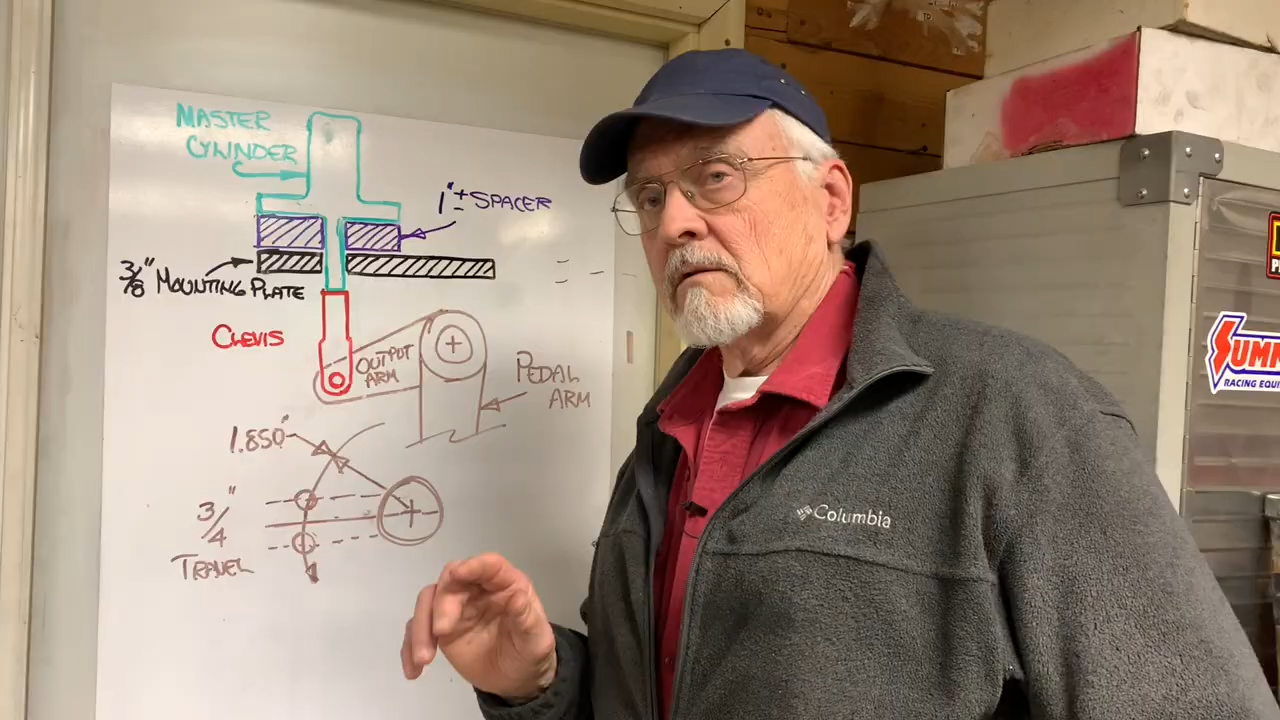 MASTER
CYLINDER
1"± SPACER
3/8" MOUNTING PLATE
CLEVIS
OUTPUT
ARM
PEDAL
ARM
1.850"
3/4"
TRAVEL
Columbia
RACING EQUI